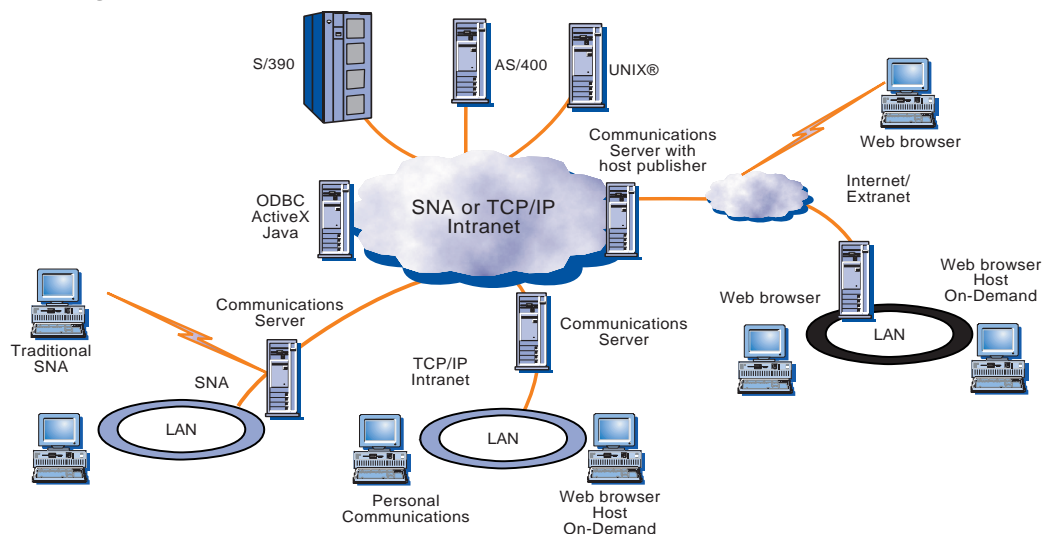 S/390
AS/400
UNIX®
Communications
Server with
host publisher
Web browser
Internet/
Extranet
ODBC
ActiveX
Java
SNA or TCP/IP
Intranet
Web browser
Host
On-Demand
Web browser
LAN
Communications
Server
Communications
Server
Traditional
SNA
SNA
TCP/IP
Intranet
LAN
LAN
Personal
Communications
Web browser
Host
On-Demand